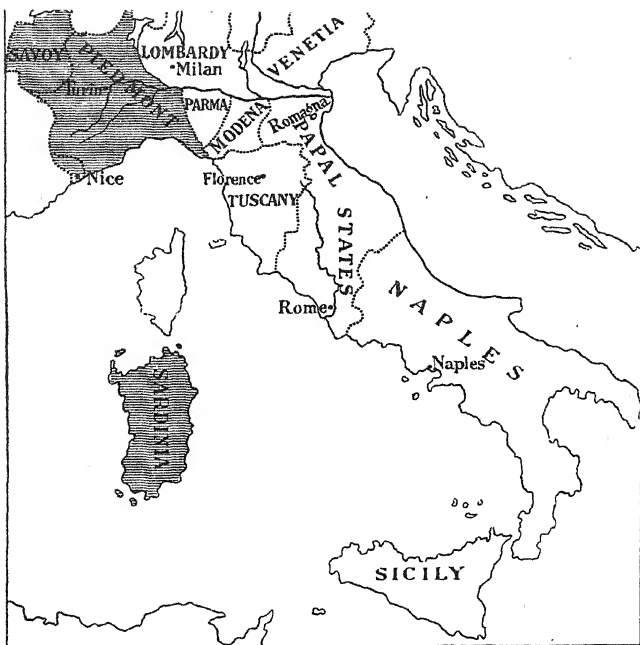 SAVOY
PIEDMONT
LOMBARDY
Milan
VENETIA
Turin
PARMA
MODENA
Romagna
PAPAL STATES
Nice
Florence
TUSCANY
Rome
NAPLES
Naples
SARDINIA
SICILY